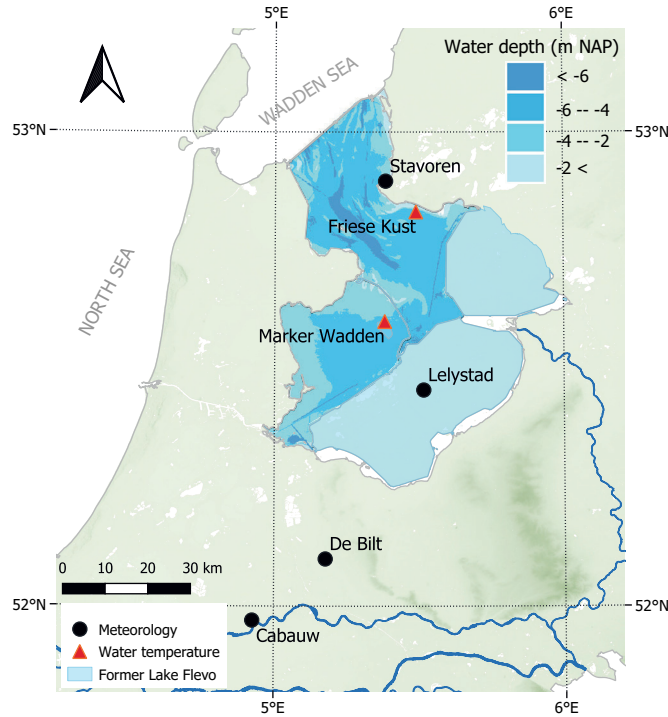 5°E
6°E
Water depth (m NAP)
< -6
-6 -- -4
-4 -- -2
-2 <
WADDEN SEA
53°N
53°N
Stavoren
Friese Kust
NORTH SEA
Marker Wadden
Lelystad
De Bilt
0 10 20 30 km
52°N
52°N
Cabauw
Meteorology
Water temperature
Former Lake Flevo
5°E
6°E